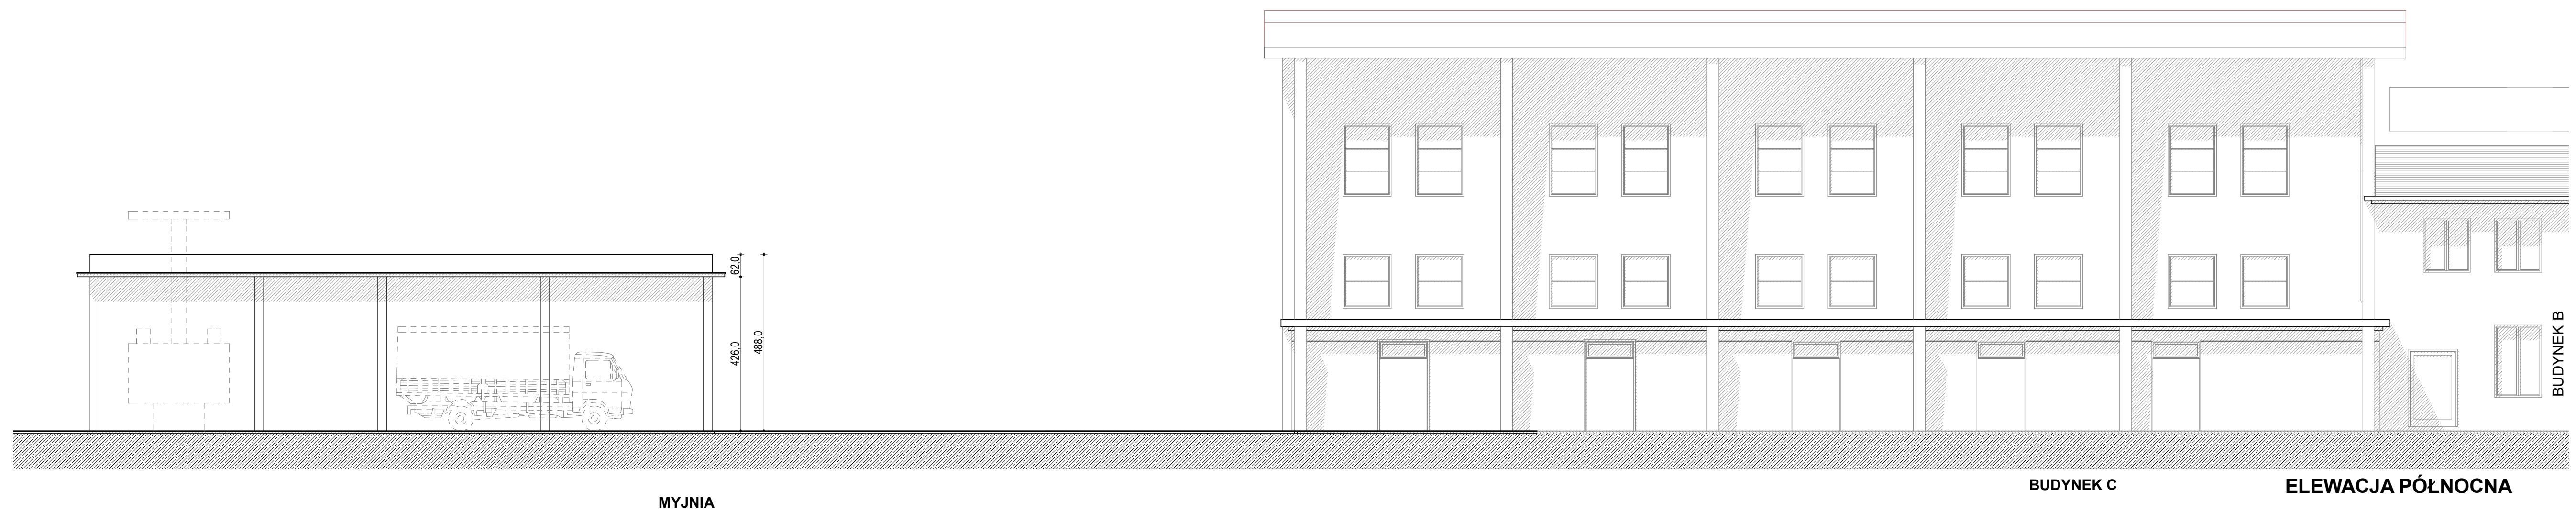 62,0
426,0
488,0
BUDYNEK B
MYJNIA
BUDYNEK C
ELEWACJA PÓŁNOCNA